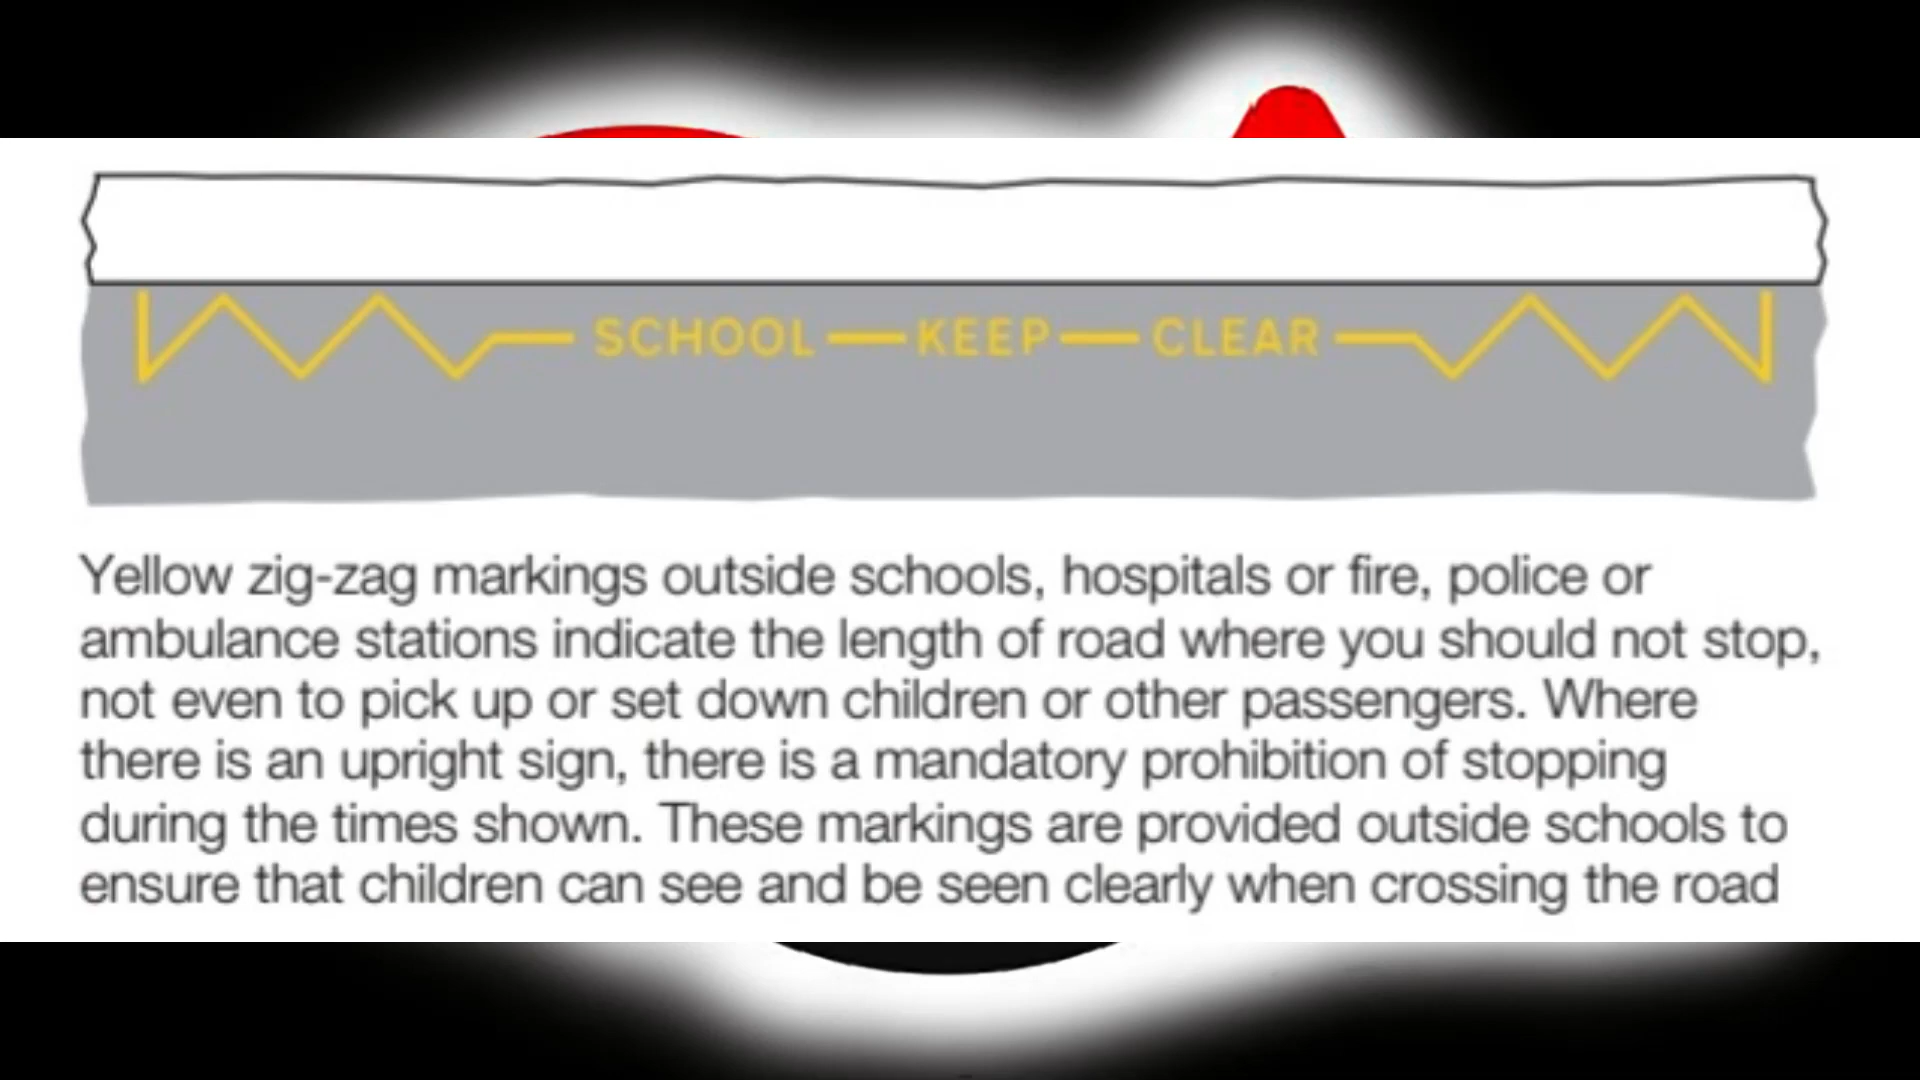 SCHOOL KEEP CLEAR
Yellow zig-zag markings outside schools, hospitals or fire, police or
ambulance stations indicate the length of road where you should not stop,
not even to pick up or set down children or other passengers. Where
there is an upright sign, there is a mandatory prohibition of stopping
during the times shown. These markings are provided outside schools to
ensure that children can see and be seen clearly when crossing the road